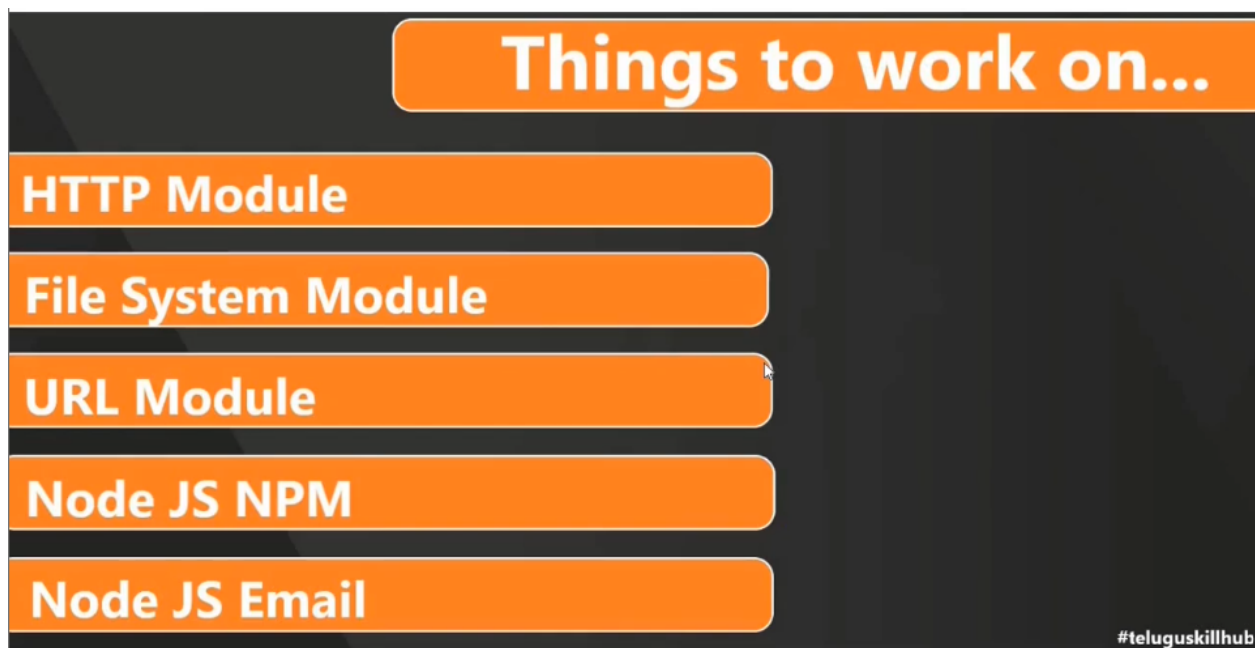 Things to work on...
HTTP Module
File System Module
URL Module
Node JS NPM
Node JS Email
#teluguskillhub